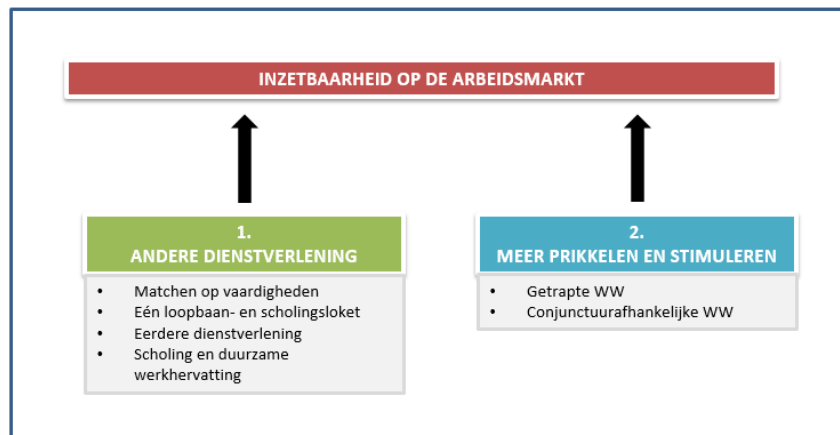 INZETBAARHEID OP DE ARBEIDSMARKT
1.
ANDERE DIENSTVERLENING
• Matchen op vaardigheden
• Eén loopbaan- en scholingsloket
• Eerdere dienstverlening
• Scholing en duurzame
werkhervatting
2.
MEER PRIKKELEN EN STIMULEREN
• Getrapte WW
• Conjunctuurafhankelijke WW